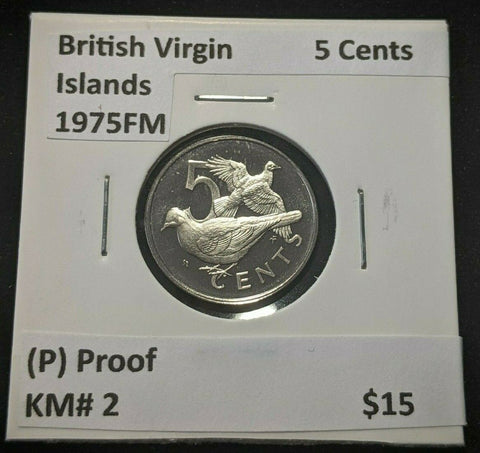 British Virgin 5 Cents
Islands
1975FM
5
CENTS
(P) Proof
KM# 2 $15